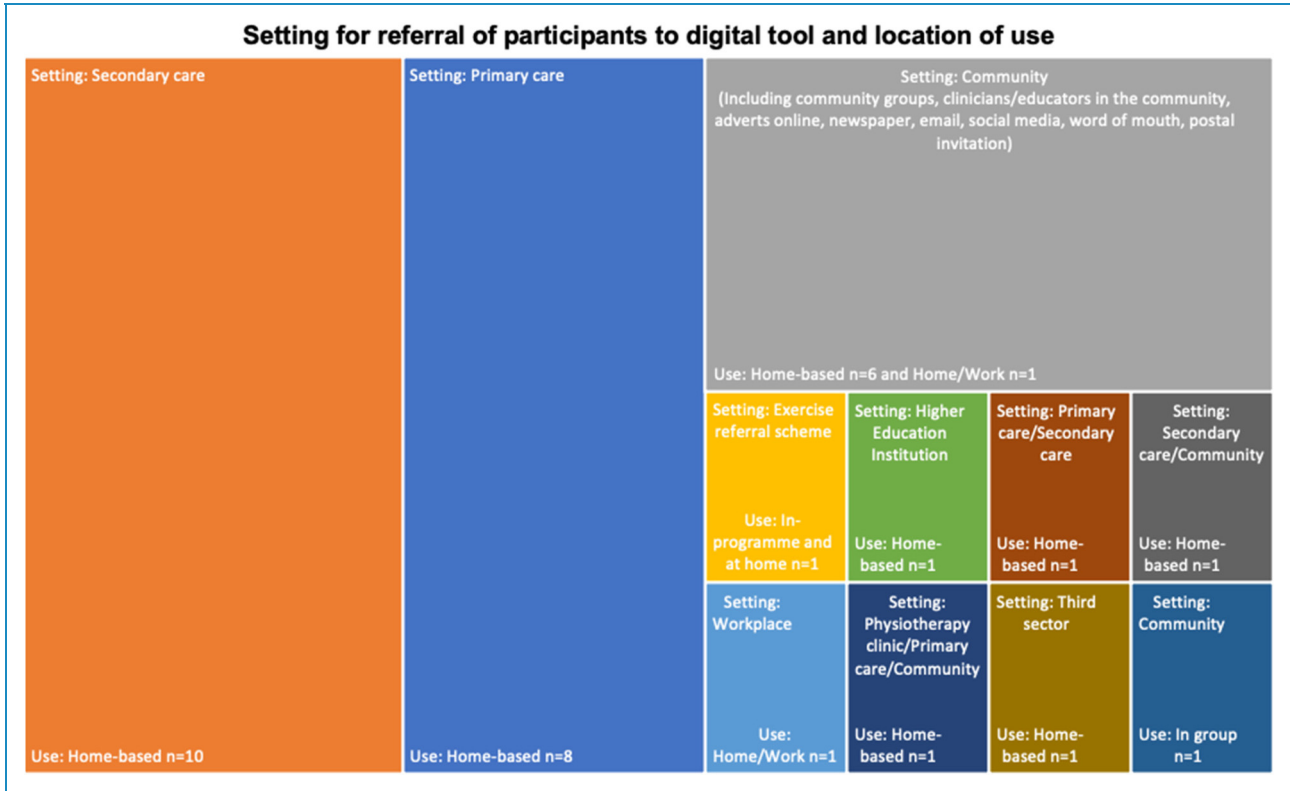 Setting for referral of participants to digital tool and location of use
Setting: Secondary care
Use: Home-based n=10
Setting: Primary care
Use: Home-based n=8
Setting: Community
(Including community groups, clinicians/educators in the community,
adverts online, newspaper, email, social media, word of mouth, postal
invitation)
Use: Home-based n=6 and Home/Work n=1
Setting: Exercise
referral scheme
Use: In-
programme and
at home n=1
Setting: Higher
Education
Institution
Use: Home-
based n=1
Setting: Primary
care/Secondary
care
Use: Home-
based n=1
Setting:
Secondary
care/Community
Use: Home-
based n=1
Setting:
Workplace
Use:
Home/Work n=1
Setting:
Physiotherapy
clinic/Primary
care/Community
Use: Home-
based n=1
Setting: Third
sector
Use: Home-
based n=1
Setting:
Community
Use: In group
n=1